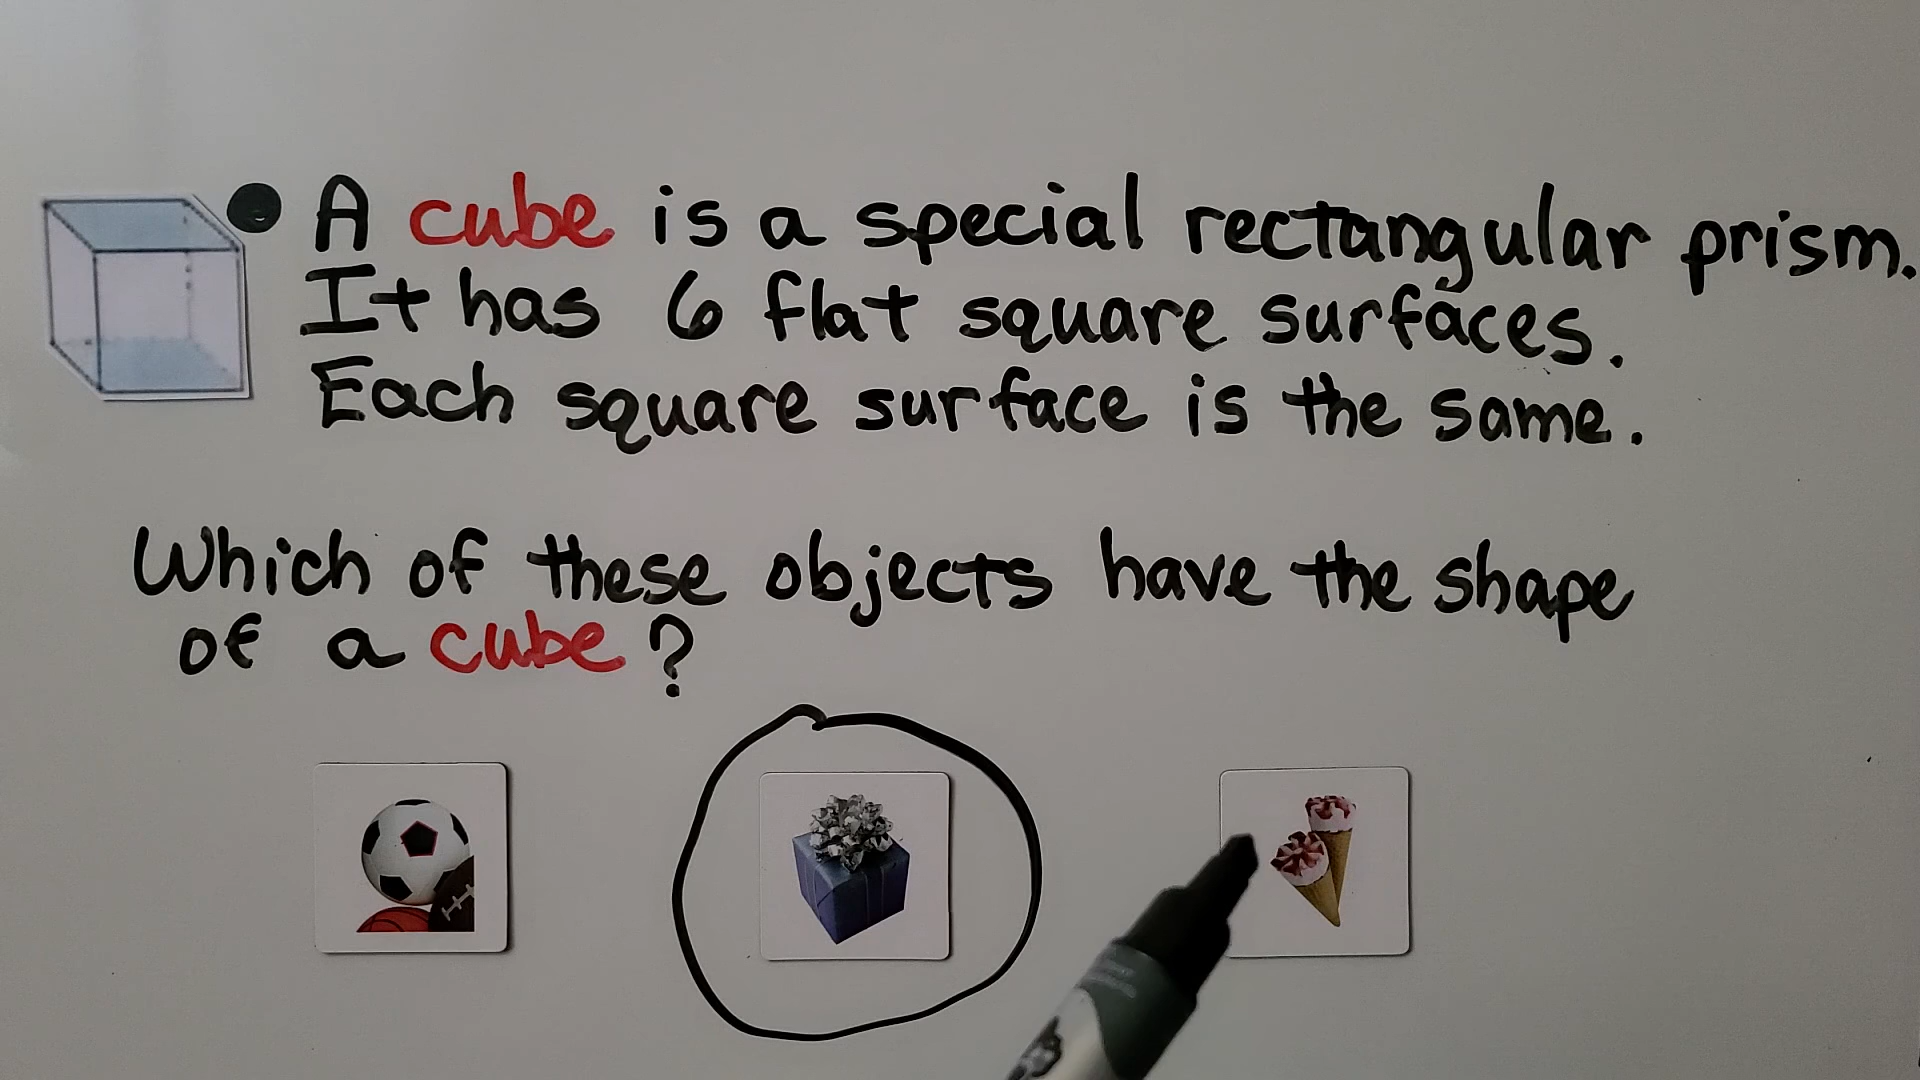 A cube is a special rectangular prism.
It has 6 flat square surfaces.
Each square surface is the same.
Which of these objects have the shape
of a cube?